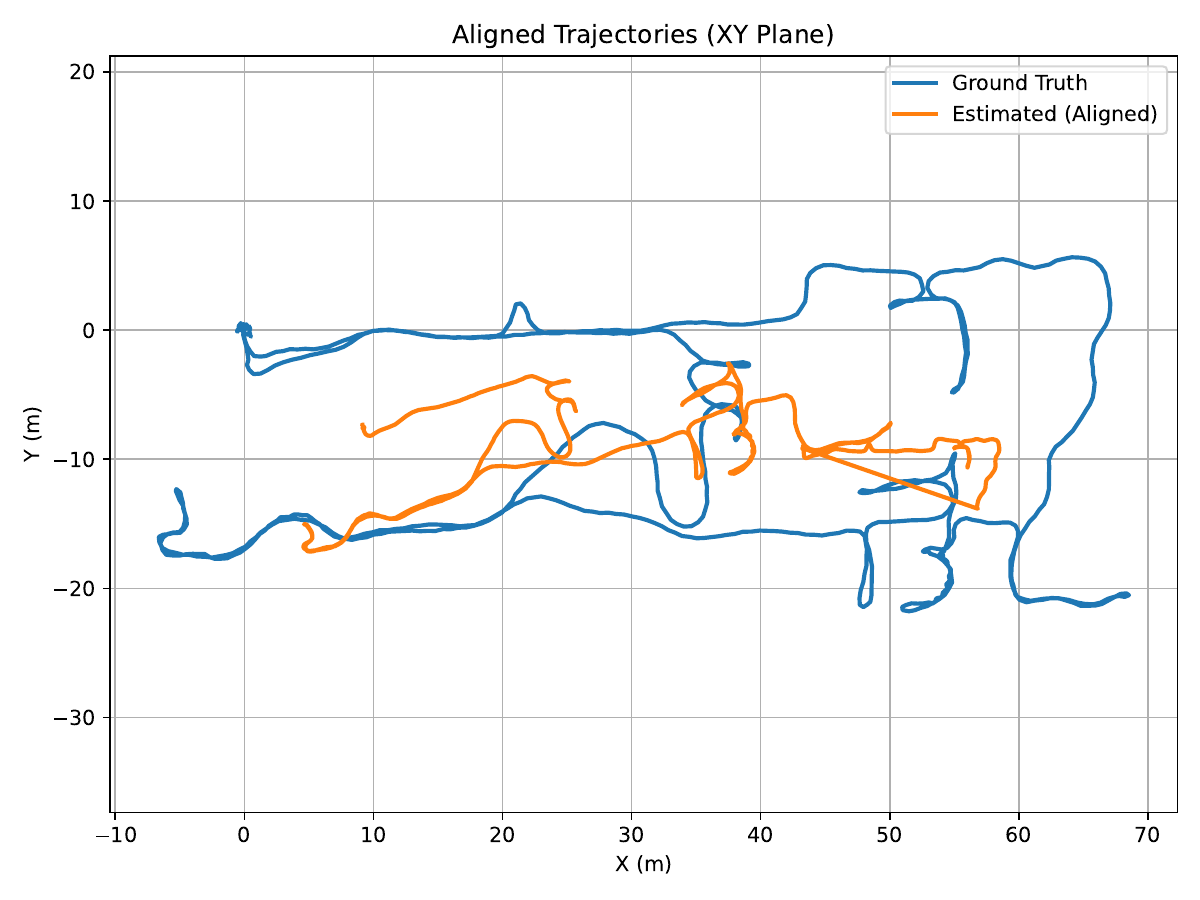 Aligned Trajectories (XY Plane)
Ground Truth
Estimated (Aligned)
20
10
0
−10
−20
−30
Y (m)
−10 0 10 20 30 40 50 60 70
X (m)